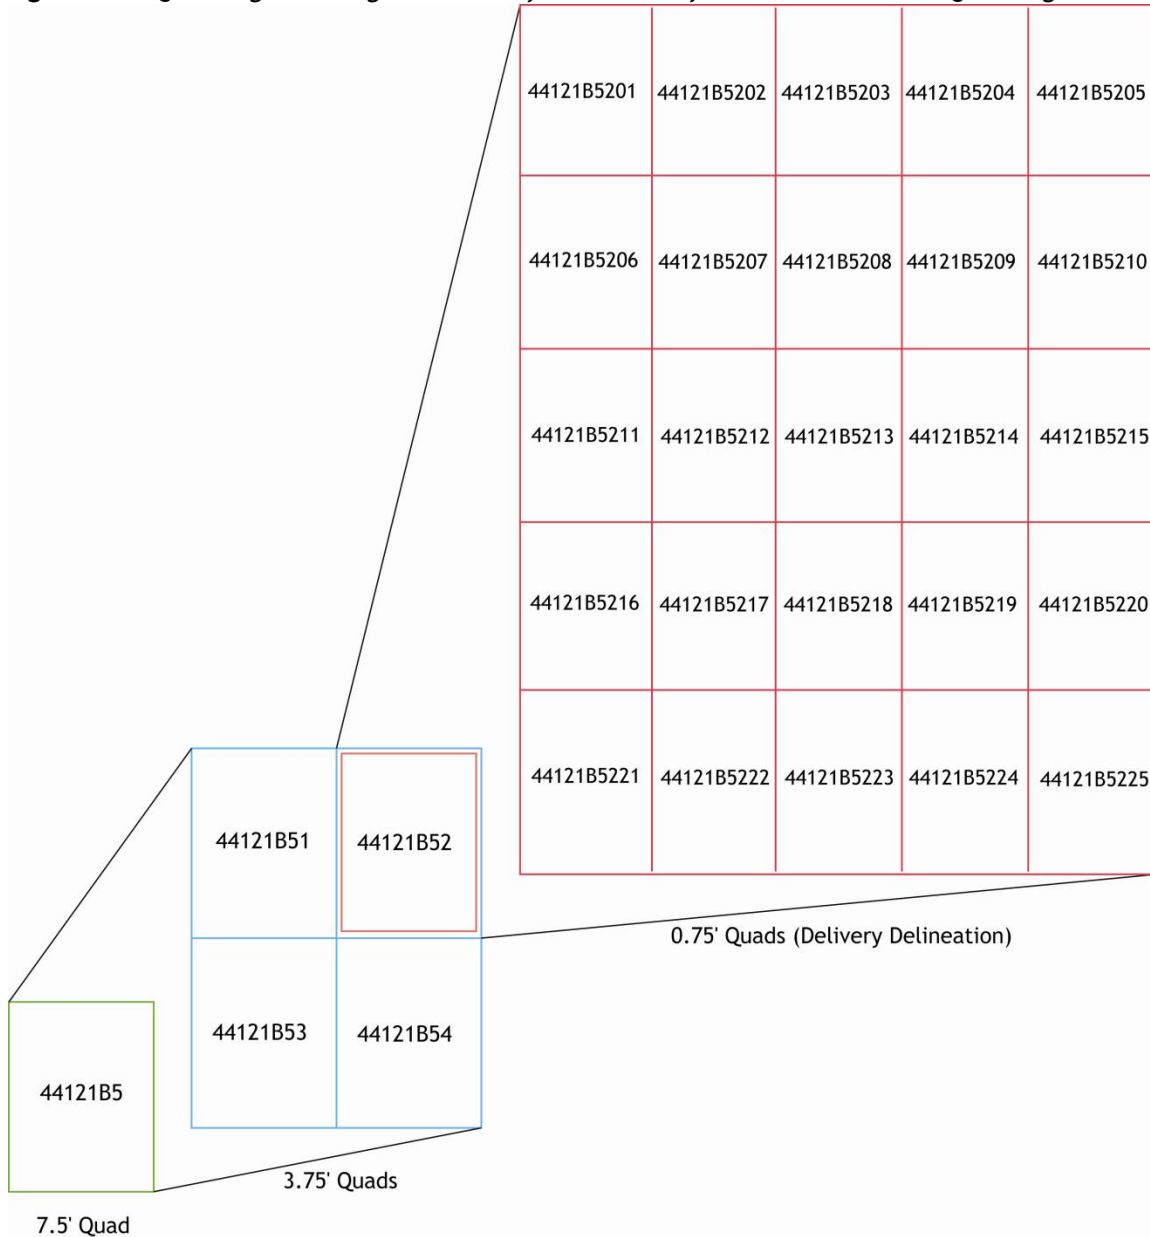 44121B5201 44121B5202 44121B5203 44121B5204 44121B5205
44121B5206 44121B5207 44121B5208 44121B5209 44121B5210
44121B5211 44121B5212 44121B5213 44121B5214 44121B5215
44121B5216 44121B5217 44121B5218 44121B5219 44121B5220
44121B5221 44121B5222 44121B5223 44121B5224 44121B5225
44121B51 44121B52
0.75' Quads (Delivery Delineation)
44121B53 44121B54
44121B5
3.75' Quads
7.5' Quad